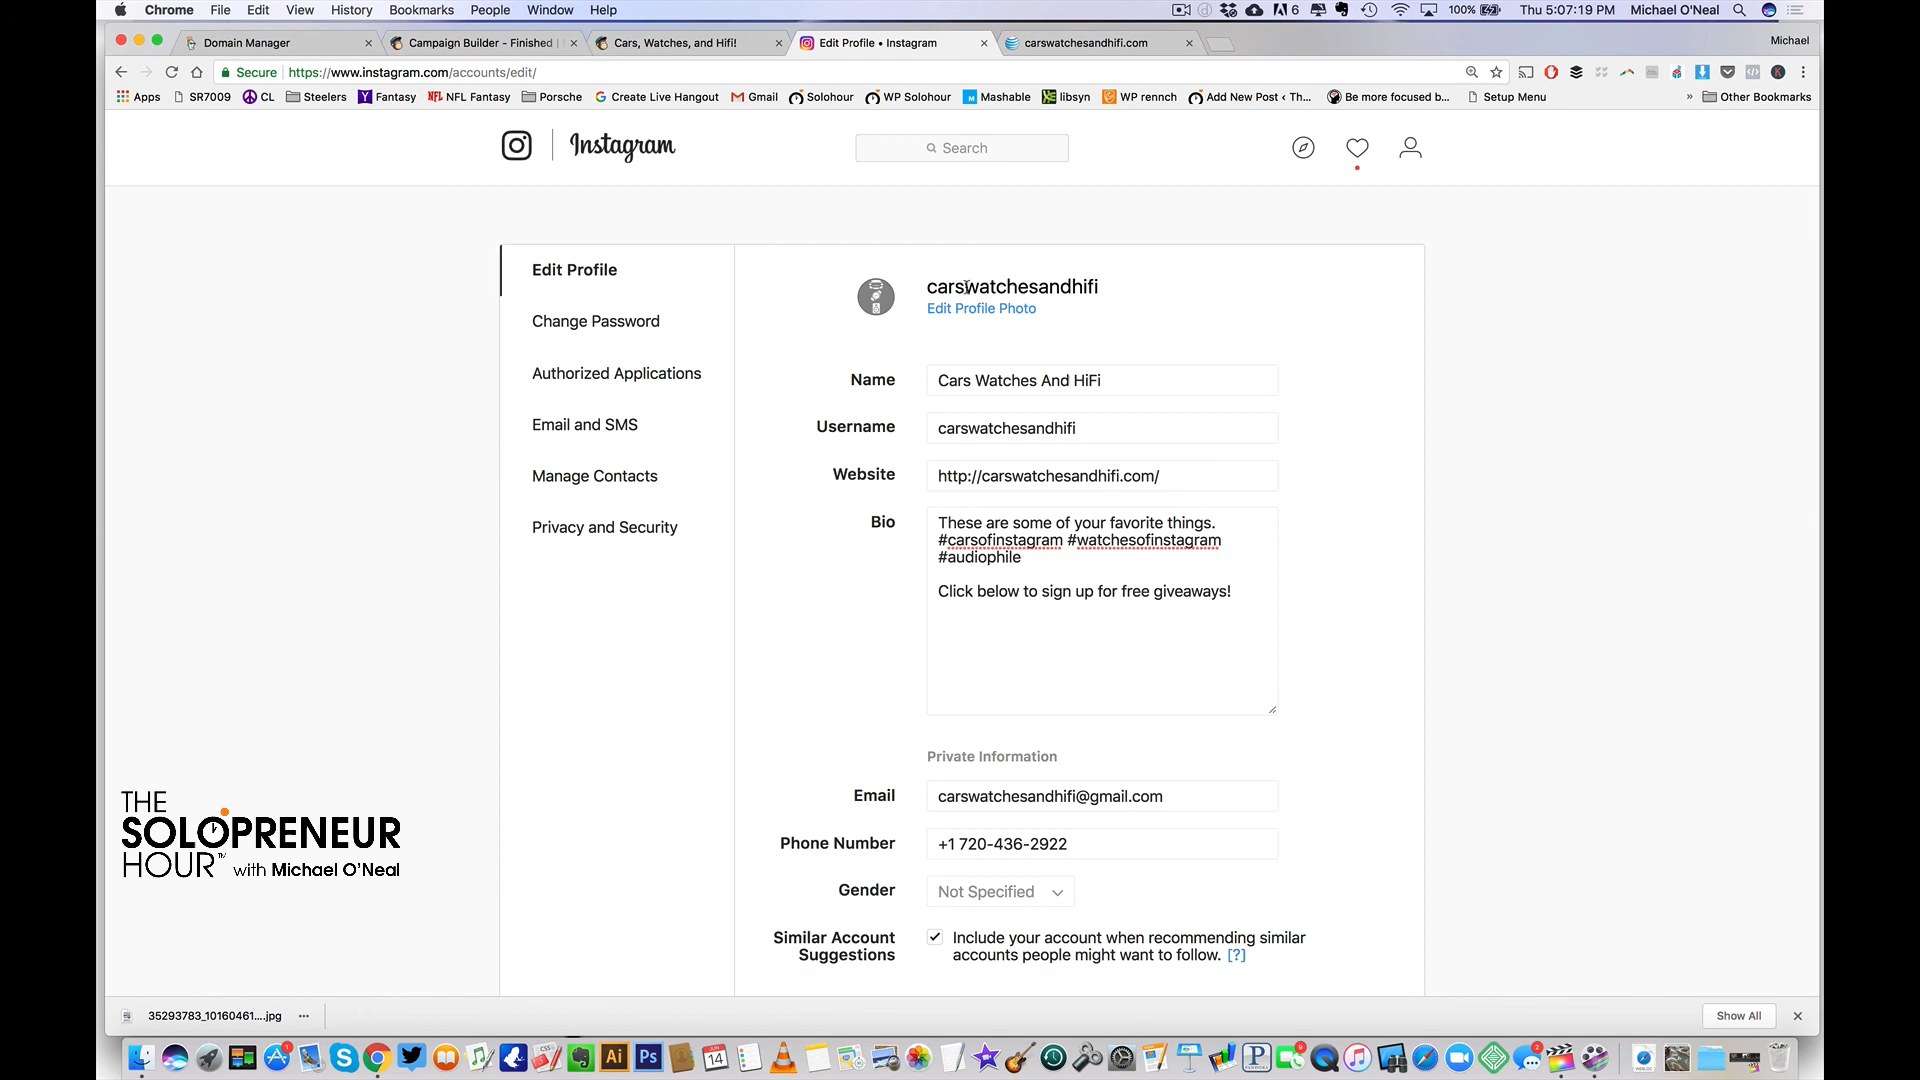 Chrome File Edit View History Bookmarks People Window Help
6 100% Thu 5:07:19 PM Michael O'Neal
Domain Manager
Campaign Builder - Finished |
Cars, Watches, and Hifi!
Edit Profile • Instagram
carswatchesandhifi.com
Michael
Secure https://www.instagram.com/accounts/edit/
Apps SR7009 CL Steelers Fantasy NFL Fantasy Porsche Create Live Hangout Gmail Solohour WP Solohour Mashable libsyn WP rennch Add New Post ‹ Th... Be more focused b... Setup Menu » Other Bookmarks
Instagram
Search
Edit Profile
Change Password
Authorized Applications
Email and SMS
Manage Contacts
Privacy and Security
carswatchesandhifi
Edit Profile Photo
Name Cars Watches And HiFi
Username carswatchesandhifi
Website http://carswatchesandhifi.com/
Bio These are some of your favorite things.
#carsofinstagram #watchesofinstagram
#audiophile
Click below to sign up for free giveaways!
Private Information
Email carswatchesandhifi@gmail.com
Phone Number +1 720-436-2922
Gender Not Specified
Similar Account Suggestions
Include your account when recommending similar
accounts people might want to follow. [?]
THE
SOLOPRENEUR
HOUR™ with Michael O'Neal
35293783_10160461....jpg
Show All